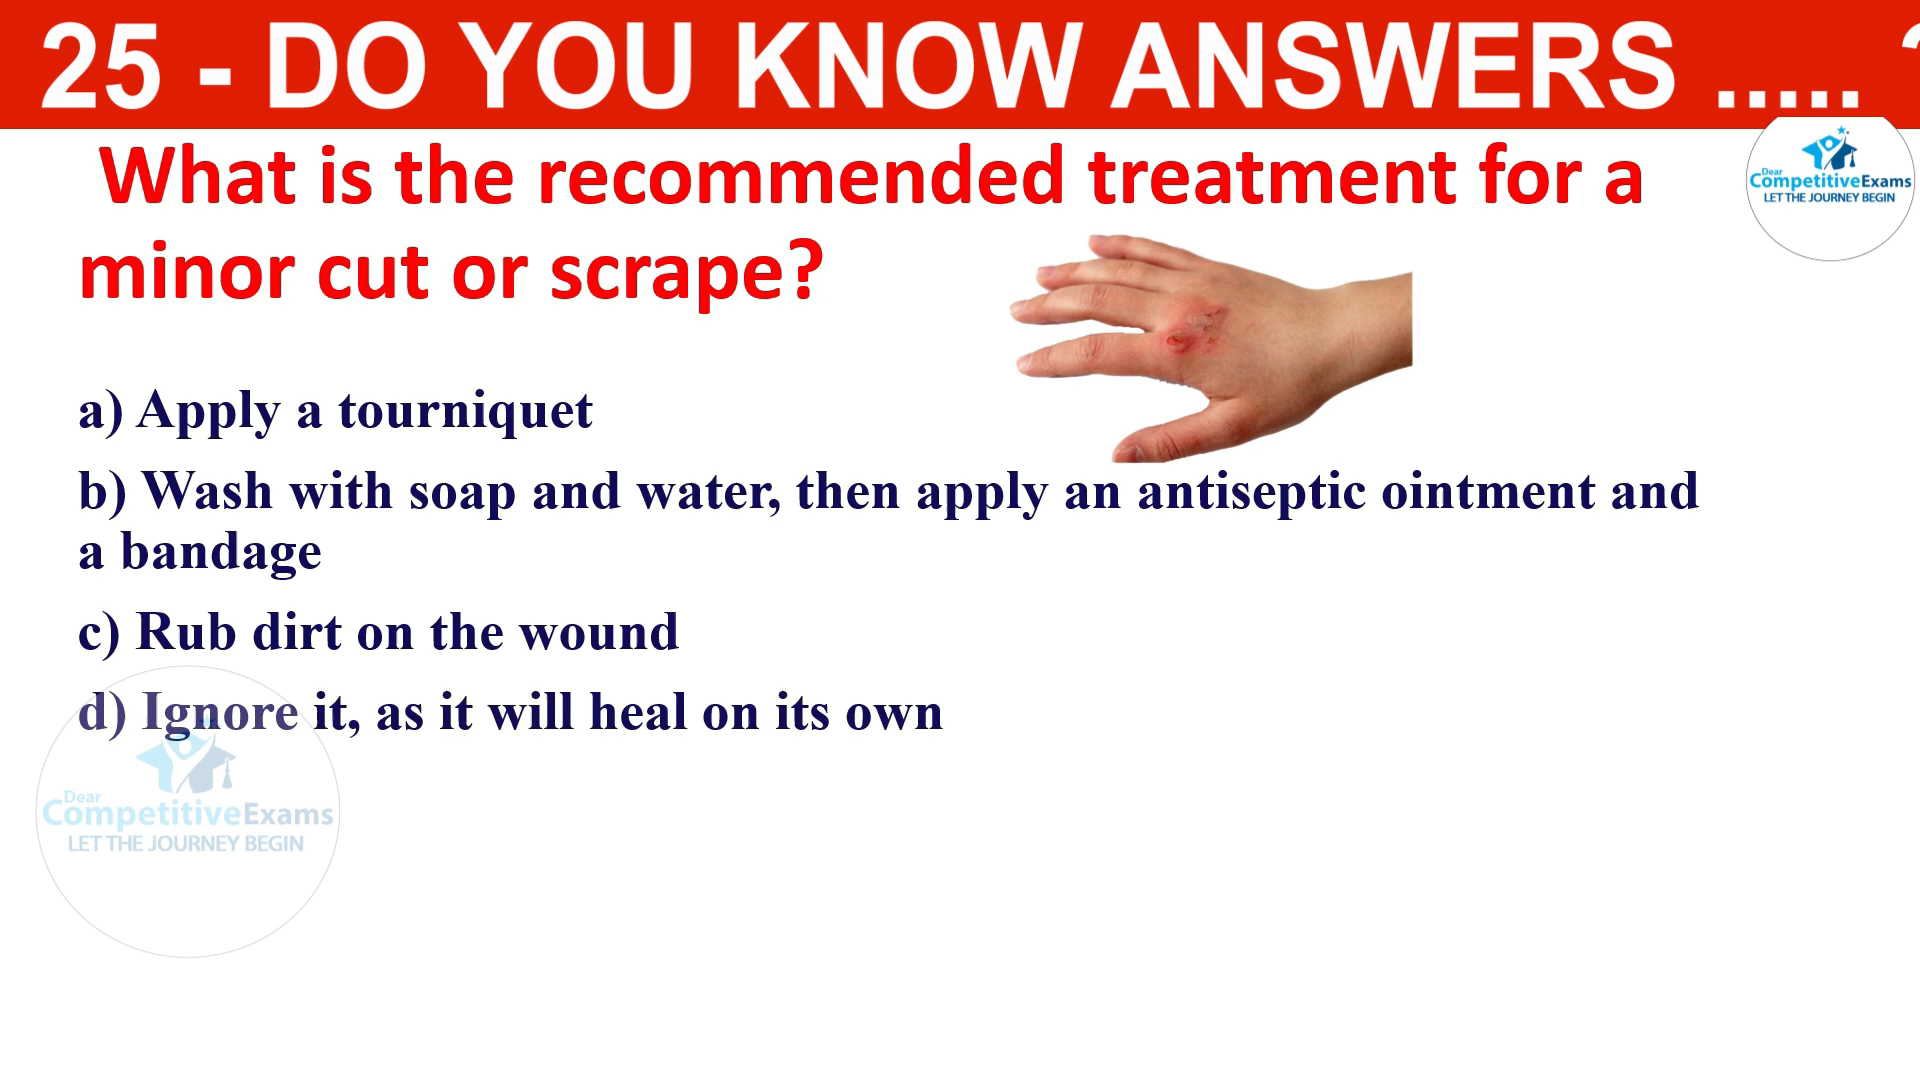 25 - DO YOU KNOW ANSWERS .....
What is the recommended treatment for a
minor cut or scrape?
Dear
CompetitiveExams
LET THE JOURNEY BEGIN
a) Apply a tourniquet
b) Wash with soap and water, then apply an antiseptic ointment and
a bandage
c) Rub dirt on the wound
d) Ignore it, as it will heal on its own
Dear
CompetitiveExams
LET THE JOURNEY BEGIN